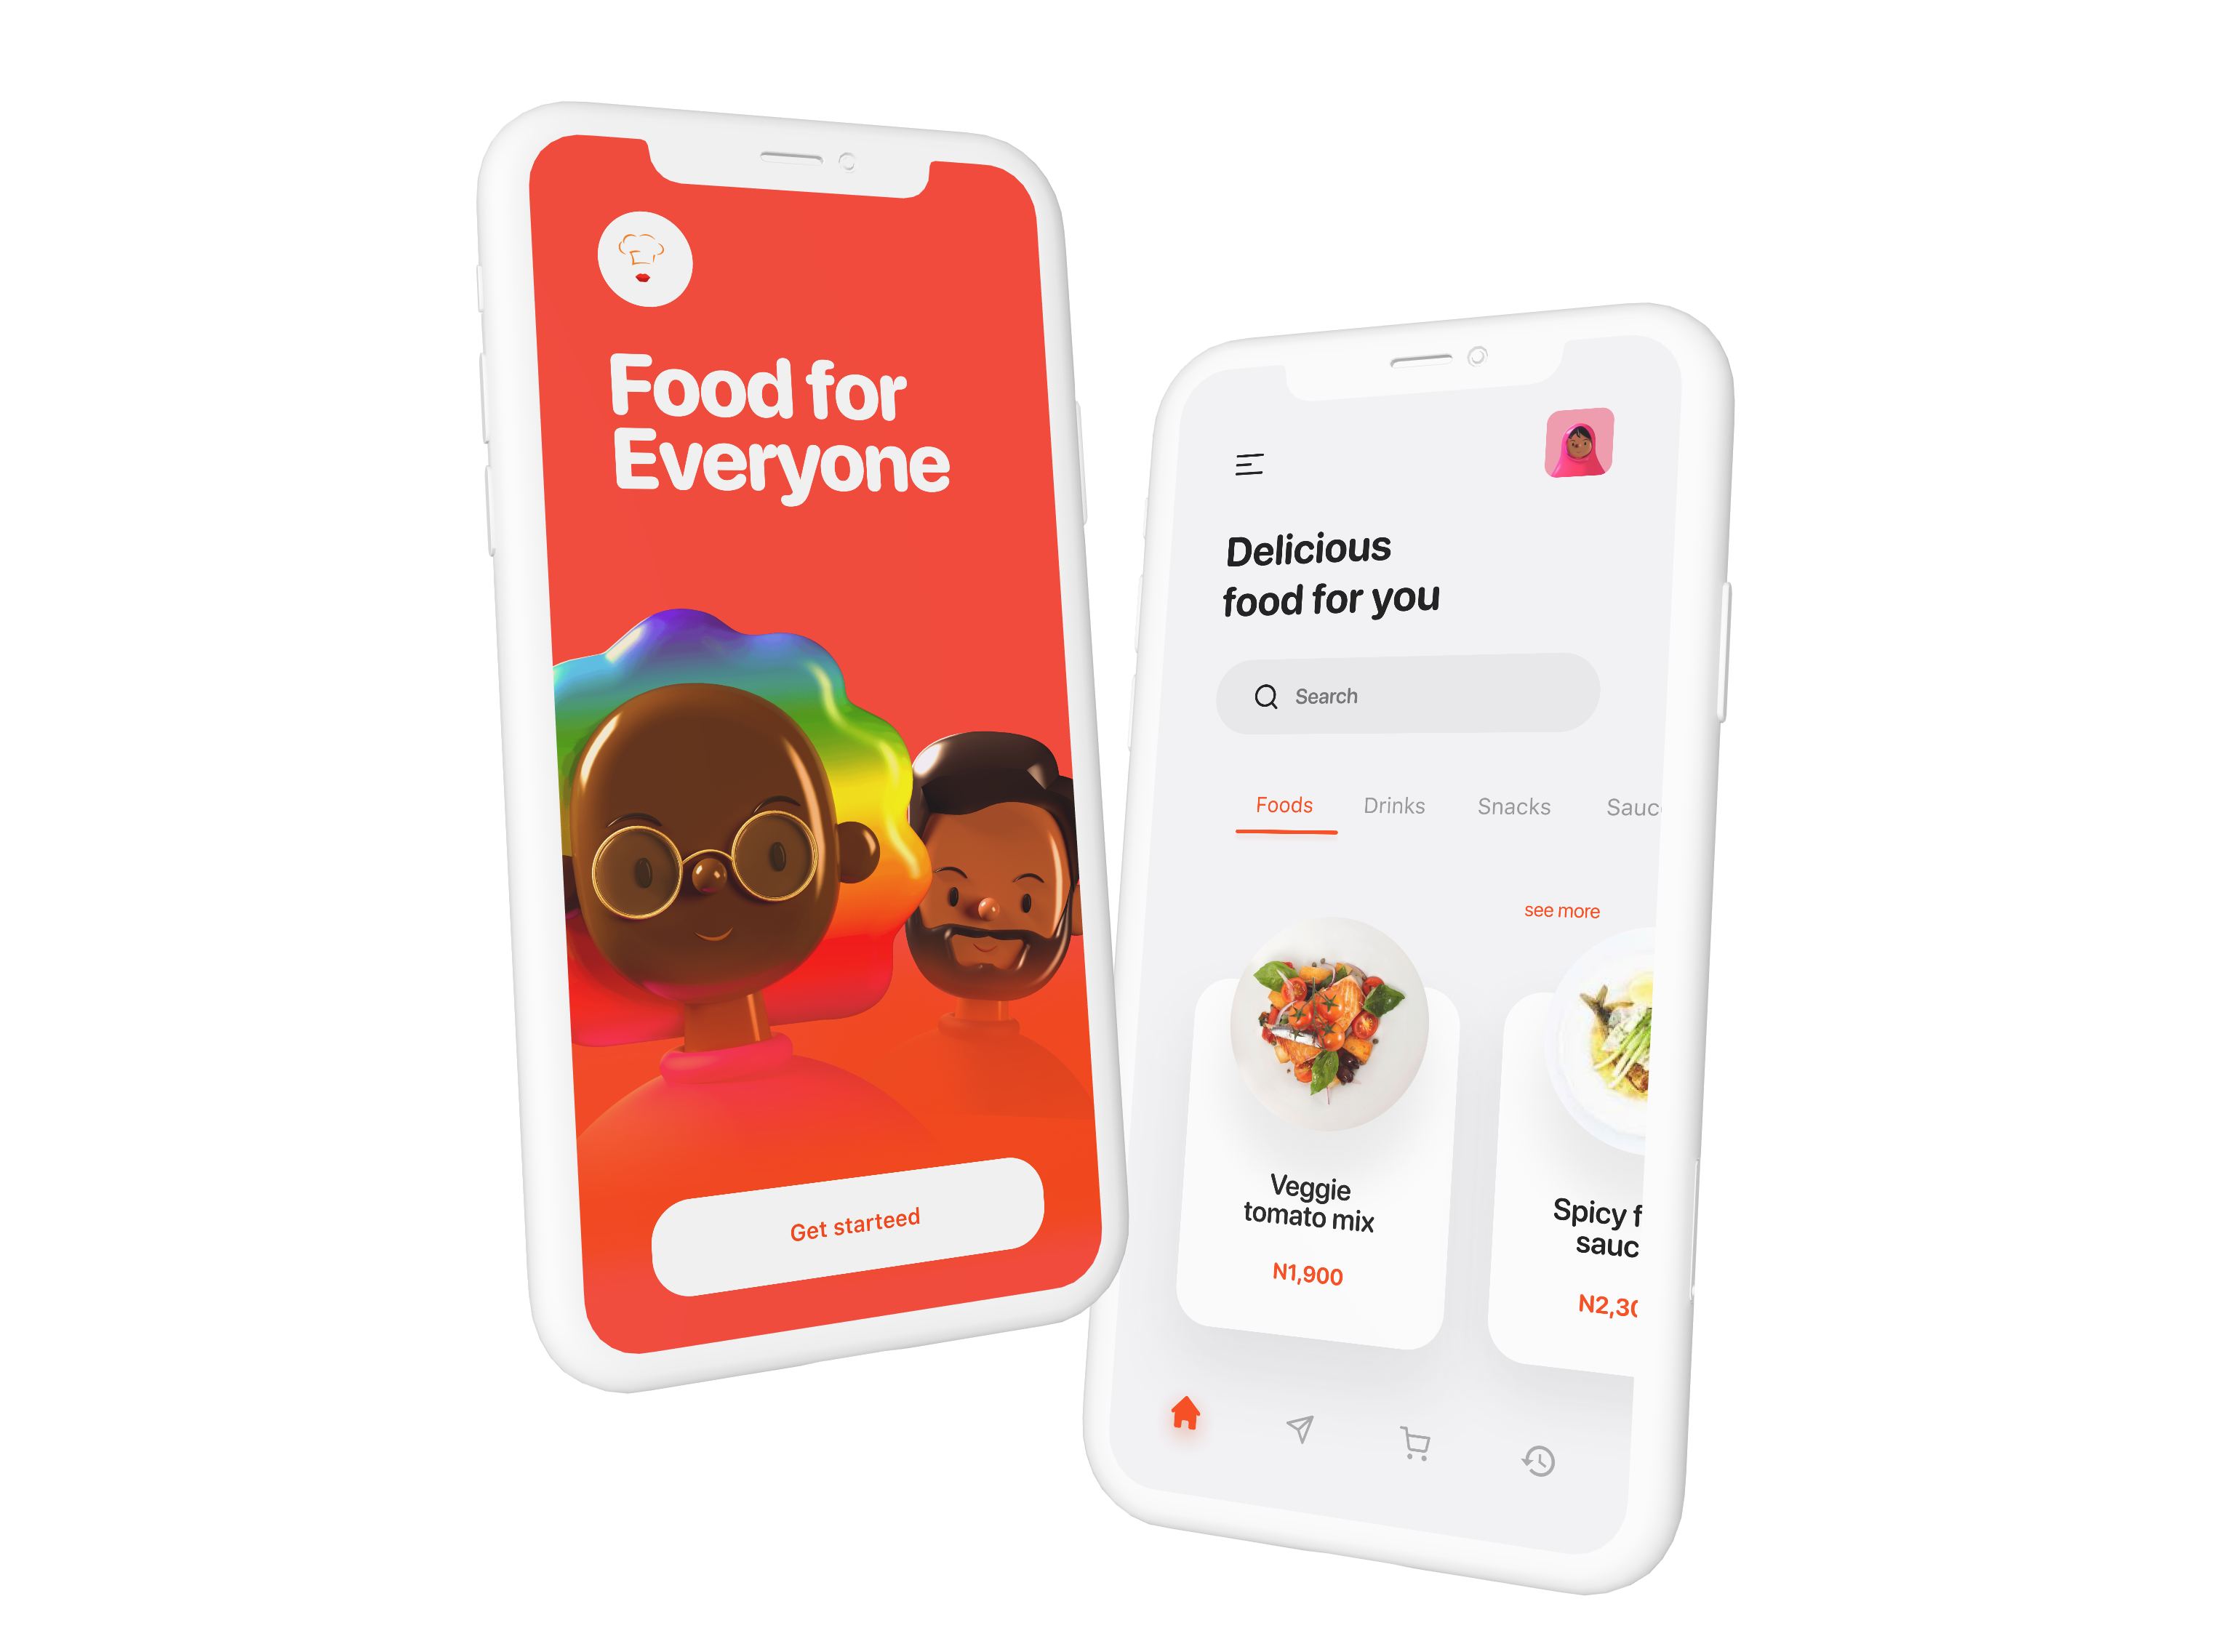 Food for
Everyone
Get starteed
Delicious
food for you
Search
Foods Drinks Snacks Sauc
see more
Veggie
tomato mix
N1,900
Spicy f
sauc
N2,30